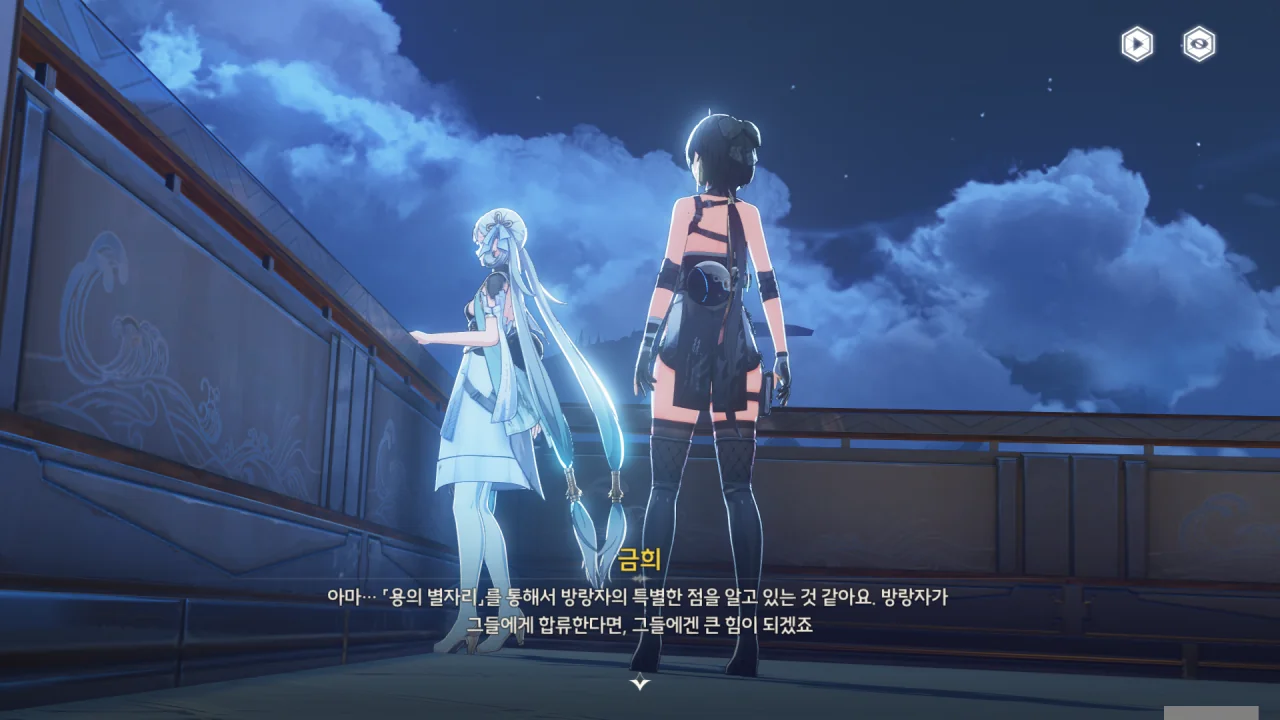 금희
아마… 「용의 별자리」를 통해서 방랑자의 특별한 점을 알고 있는 것 같아요. 방랑자가
그들에게 합류한다면, 그들에겐 큰 힘이 되겠죠